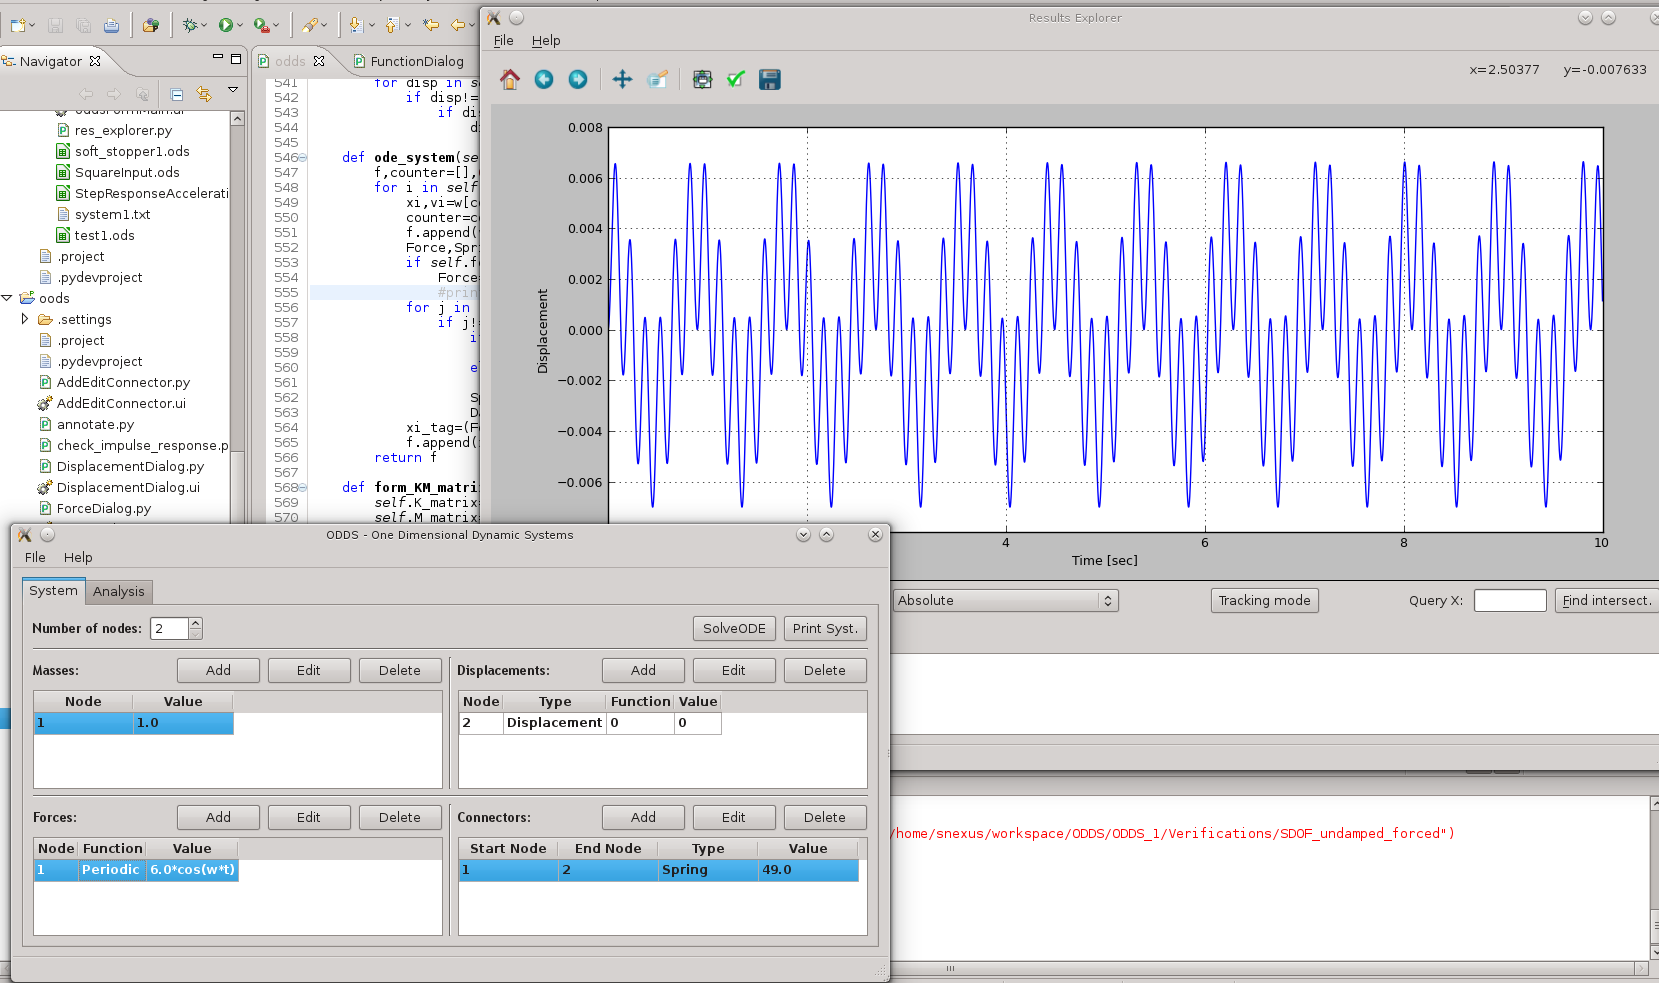 Results Explorer
File Help
x=2.50377 y=-0.007633
Navigator
odds
FunctionDialog
res_explorer.py
soft_stopper1.ods
SquareInput.ods
StepResponseAccelerati
system1.txt
test1.ods
.project
.pydevproject
oods
.settings
.project
.pydevproject
AddEditConnector.py
AddEditConnector.ui
annotate.py
check_impulse_response.p
DisplacementDialog.py
DisplacementDialog.ui
ForceDialog.py
541 for disp in s
542 if disp!=
543 if di
544 d
545
546 def ode_system(se
547 f,counter=[],
548 for i in self
549 xi,vi=w[c
550 counter=c
551 f.append(
552 Force,Spr
553 if self.f
554 Force=
555 #prin
556 for j in
557 if j!
558 i
559
560 e
561
562 S
563 D
564 xi_tag=(F
565 f.append(
566 return f
567
568 def form_KM_matri
569 self.K_matrix=
570 self.M_matrix=
0.008
0.006
0.004
0.002
0.000
−0.002
−0.004
−0.006
Displacement
4 6 8 10
Time [sec]
Absolute
Tracking mode
Query X:
Find intersect.
ODDS - One Dimensional Dynamic Systems
FIle Help
System Analysis
Number of nodes: 2
SolveODE Print Syst.
Masses: Add Edit Delete
Node Value
1 1.0
Displacements: Add Edit Delete
Node Type Function Value
2 Displacement 0 0
Forces: Add Edit Delete
Node Function Value
1 Periodic 6.0*cos(w*t)
Connectors: Add Edit Delete
Start Node End Node Type Value
1 2 Spring 49.0
/home/snexus/workspace/ODDS/ODDS_1/Verifications/SDOF_undamped_forced")